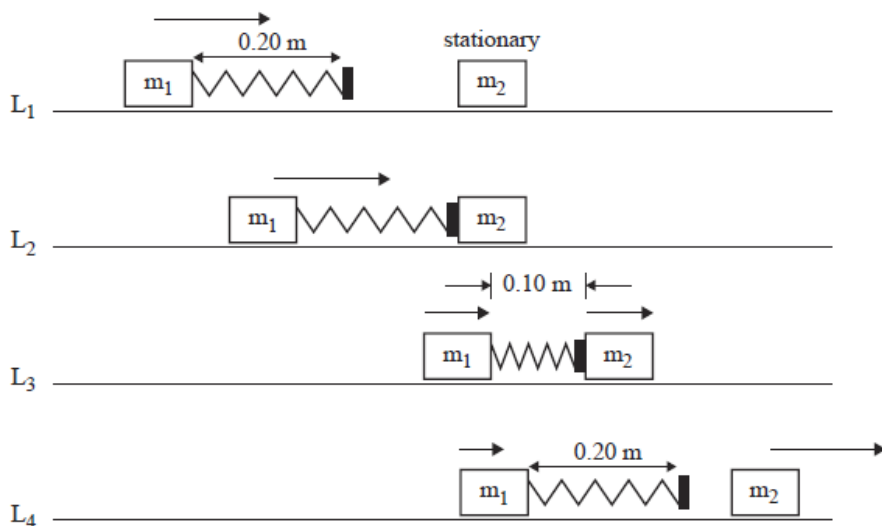 0.20 m
stationary
m₁
m₂
L₁
m₁
m₂
L₂
0.10 m
m₁
m₂
L₃
0.20 m
m₁
m₂
L₄